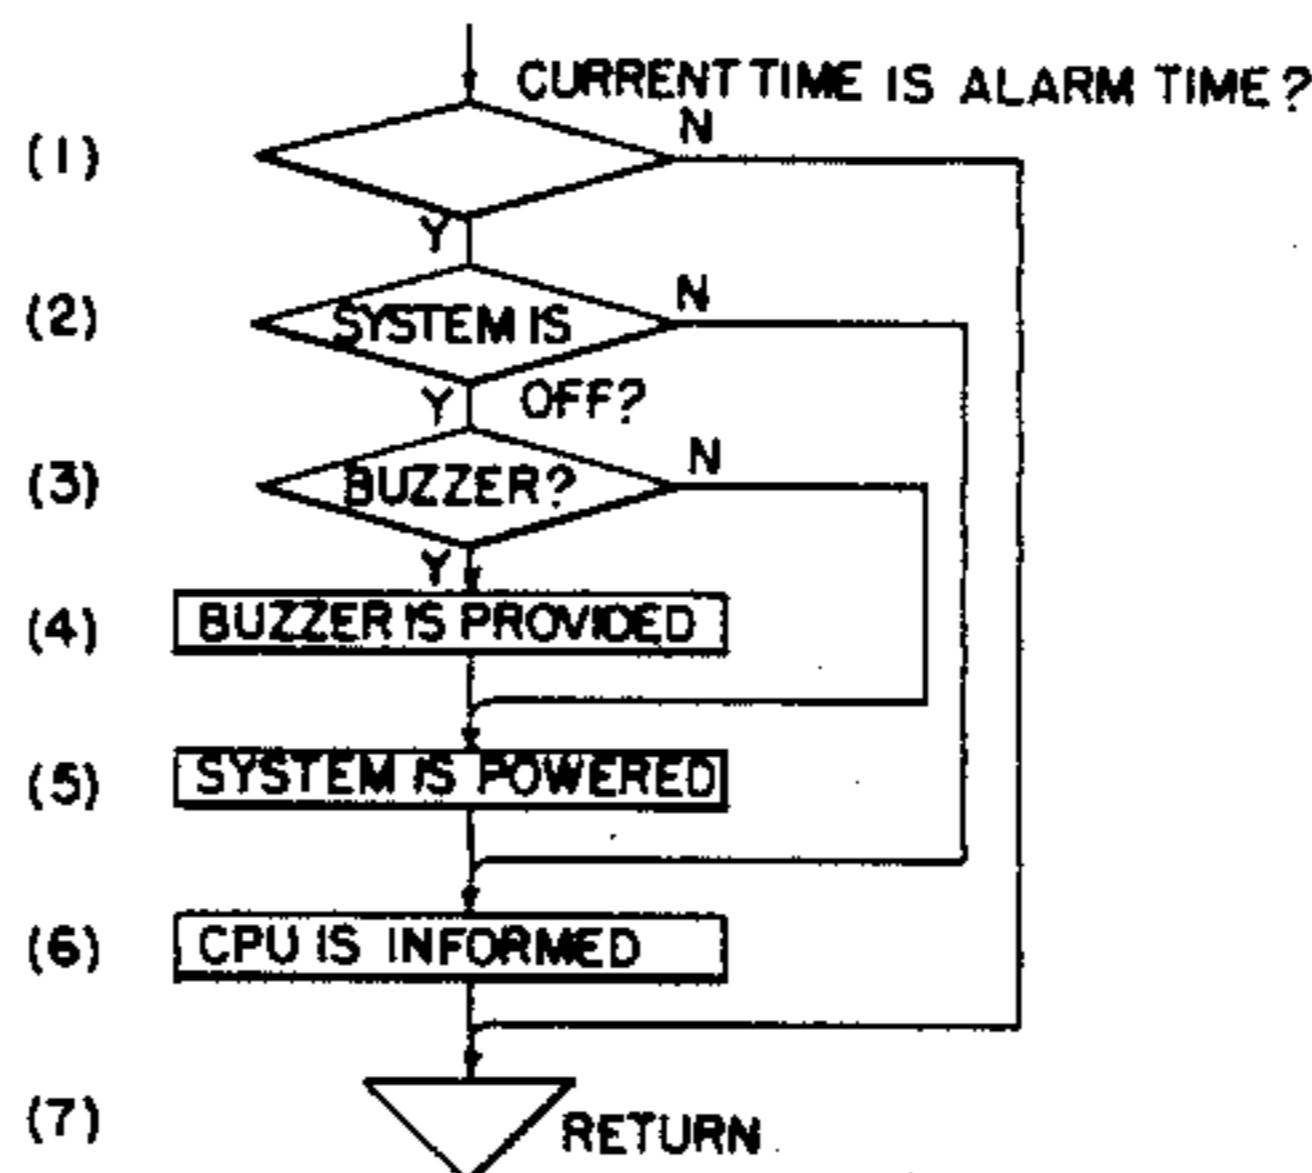 CURRENT TIME IS ALARM TIME?
(1)
N
Y
(2)
SYSTEM IS
N
Y
OFF?
(3)
BUZZER?
N
Y
(4)
BUZZER IS PROVIDED
(5)
SYSTEM IS POWERED
(6)
CPU IS INFORMED
(7)
RETURN